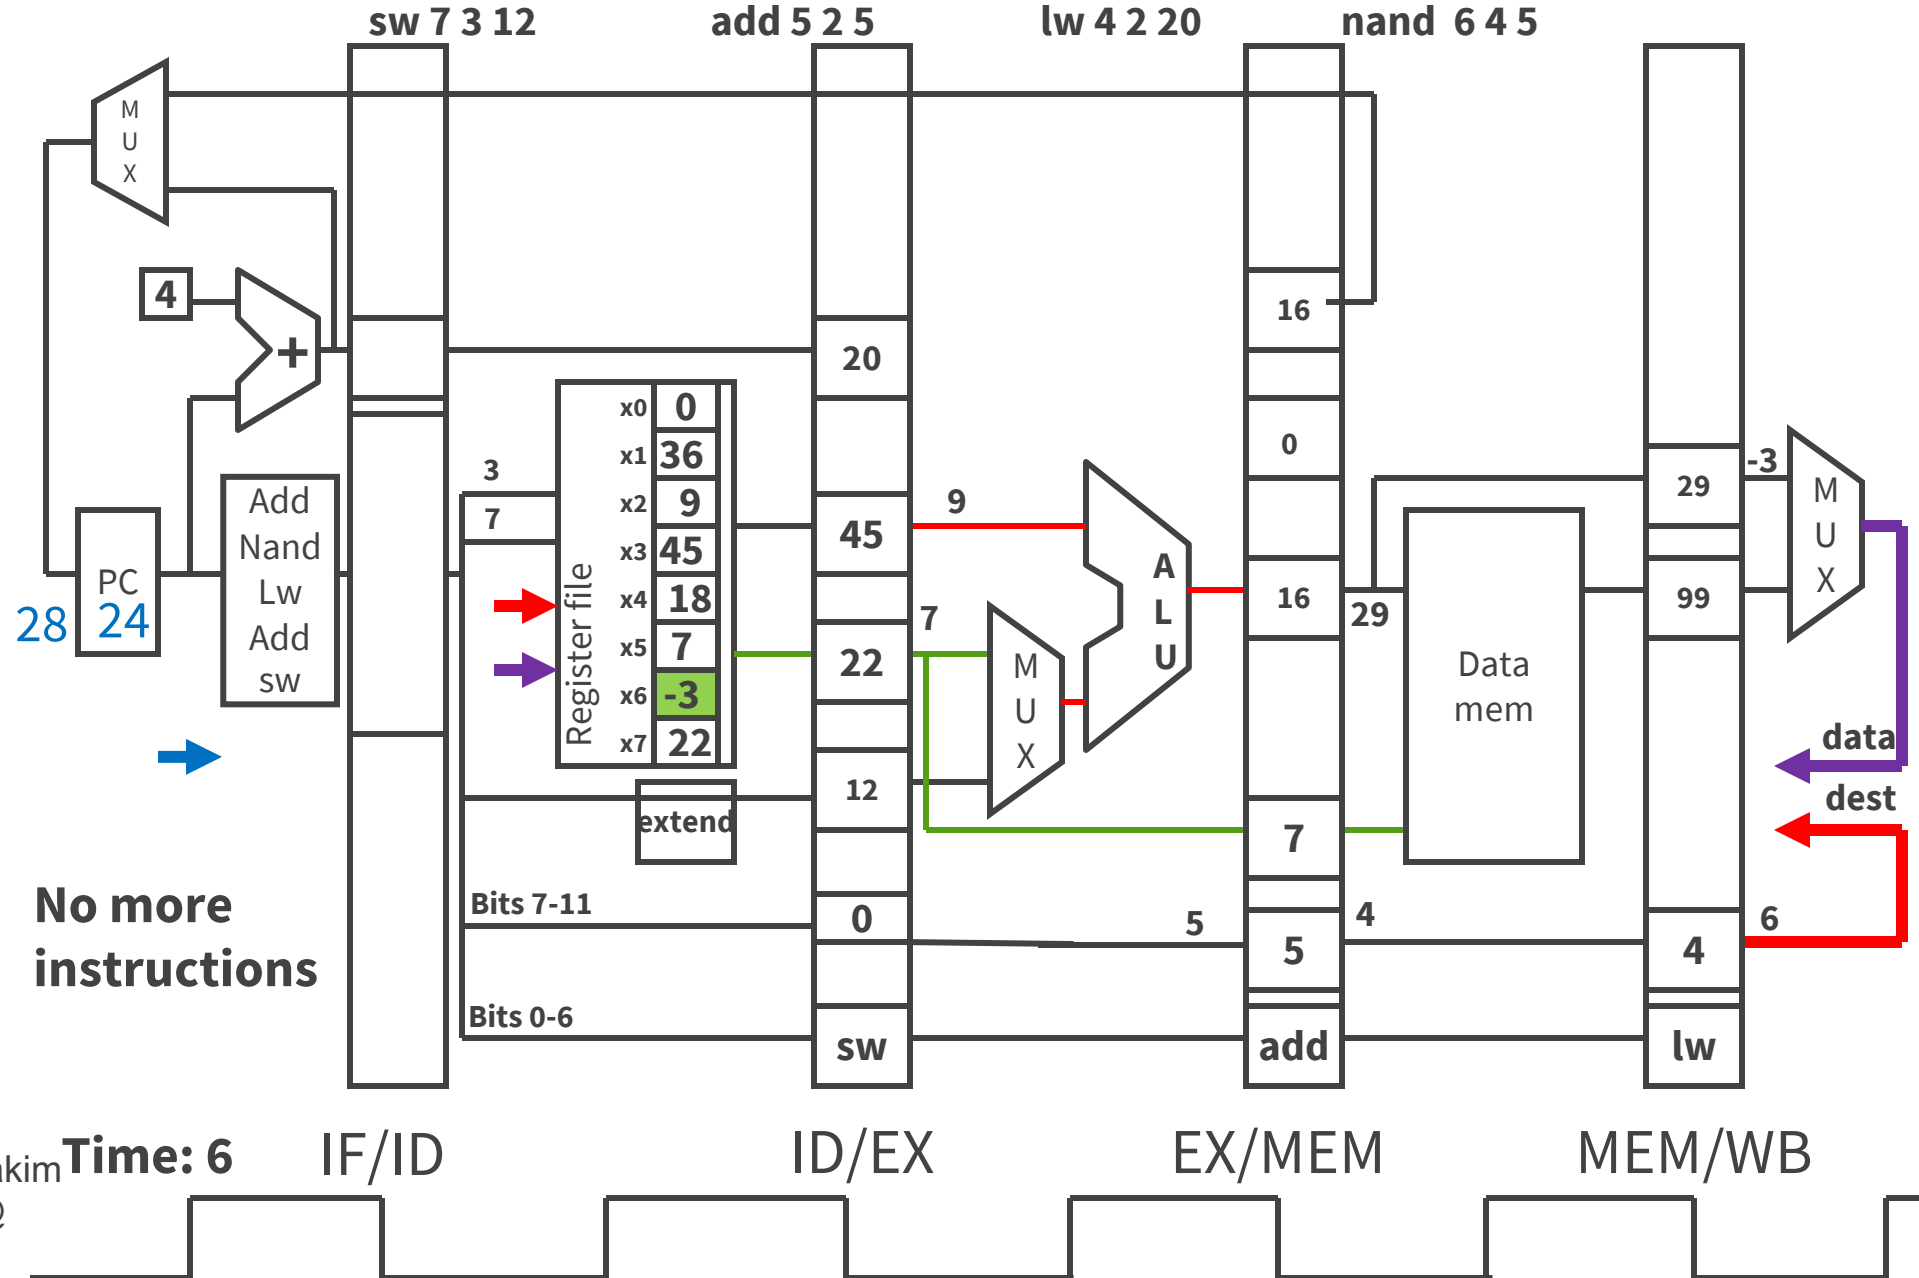 sw 7 3 12
add 5 2 5
lw 4 2 20
nand 6 4 5
M
U
X
4
+
16
20
0
x0 0
x1 36
x2 9
x3 45
x4 18
x5 7
x6 -3
x7 22
Register file
3
7
Add
Nand
Lw
Add
sw
PC
28
24
45
9
22
7
M
U
X
A
L
U
16
29
29
-3
99
M
U
X
Data
mem
data
dest
12
extend
7
Bits 7-11
0
5
5
4
4
6
No more
instructions
Bits 0-6
sw
add
lw
akim
Time: 6
IF/ID
ID/EX
EX/MEM
MEM/WB